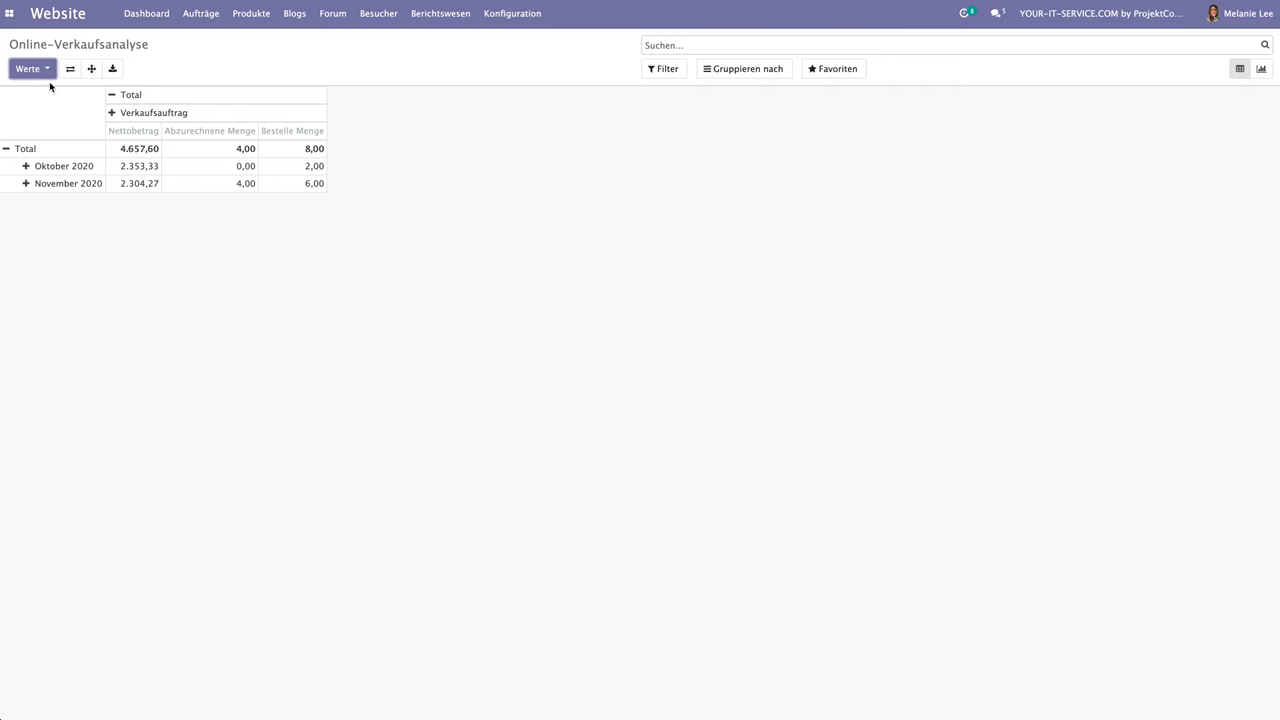 Website Dashboard Aufträge Produkte Blogs Forum Besucher Berichtswesen Konfiguration 8 5 YOUR-IT-SERVICE.COM by ProjektCo... Melanie Lee
Online-Verkaufsanalyse
Suchen...
Werte
Filter Gruppieren nach Favoriten
Total
Verkaufsauftrag
Nettobetrag Abzurechnene Menge Bestelle Menge
Total 4.657,60 4,00 8,00
Oktober 2020 2.353,33 0,00 2,00
November 2020 2.304,27 4,00 6,00